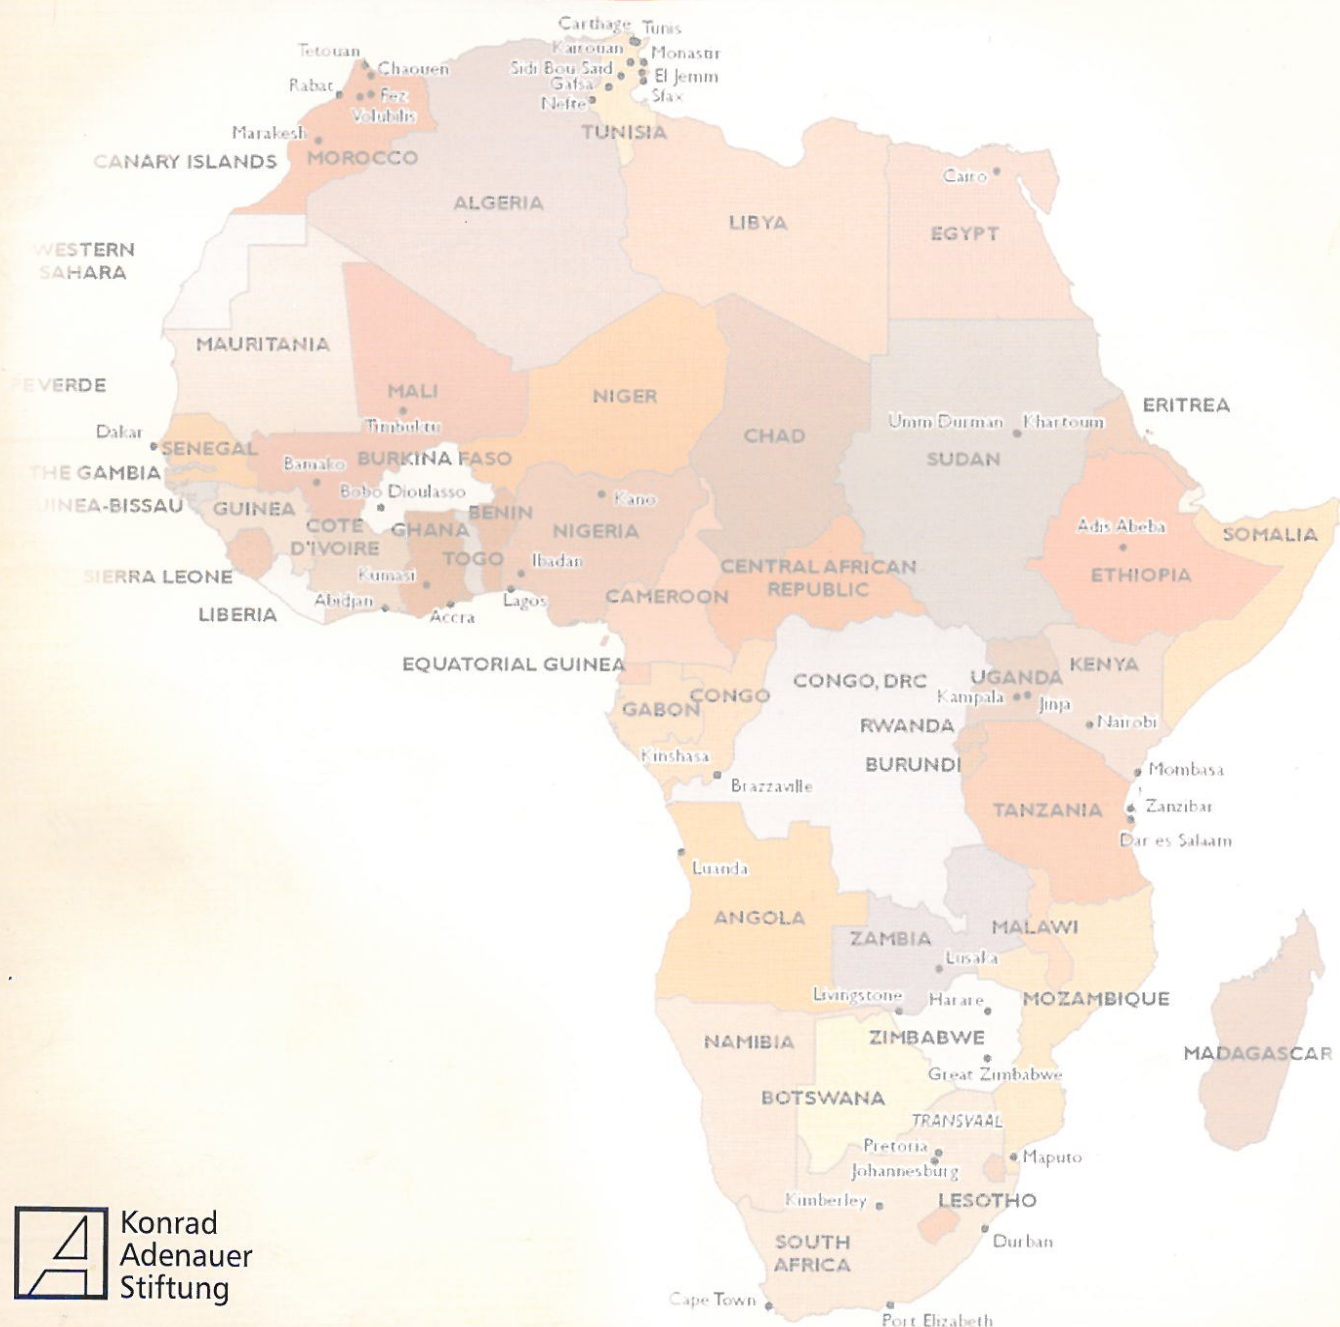 Carthage
Tunis
Tetouan
Kairouan
Monastir
Chaouen
Sidi Bou Said
El Jemm
Rabat
Fez
Gafsa
Sfax
Volubilis
Nefte
Marakesh
TUNISIA
CANARY ISLANDS
MOROCCO
Cairo
ALGERIA
LIBYA
EGYPT
WESTERN
SAHARA
MAURITANIA
EVERDE
MALI
NIGER
ERITREA
Timbuktu
Umm Durman
Khartoum
Dakar
CHAD
SENEGAL
BURKINA FASO
SUDAN
Bamako
THE GAMBIA
Bobo Dioulasso
Kano
UINEA-BISSAU
GUINEA
BENIN
COTE
D'IVOIRE
GHANA
NIGERIA
Adis Abeba
SOMALIA
TOGO
Ibadan
CENTRAL AFRICAN
REPUBLIC
ETHIOPIA
SIERRA LEONE
Kumasi
CAMEROON
Abidjan
Lagos
LIBERIA
Accra
EQUATORIAL GUINEA
KENYA
CONGO, DRC
UGANDA
CONGO
Kampala
Jinja
GABON
RWANDA
Nairobi
Kinshasa
BURUNDI
Mombasa
Brazzaville
TANZANIA
Zanzibar
Dar es Salaam
Luanda
ANGOLA
MALAWI
ZAMBIA
Lusaka
Livingstone
Harare
MOZAMBIQUE
NAMIBIA
ZIMBABWE
MADAGASCAR
Great Zimbabwe
BOTSWANA
TRANSVAAL
Pretoria
Maputo
Johannesburg
Kimberley
LESOTHO
SOUTH
AFRICA
Durban
Cape Town
Port Elizabeth
Konrad
Adenauer
Stiftung